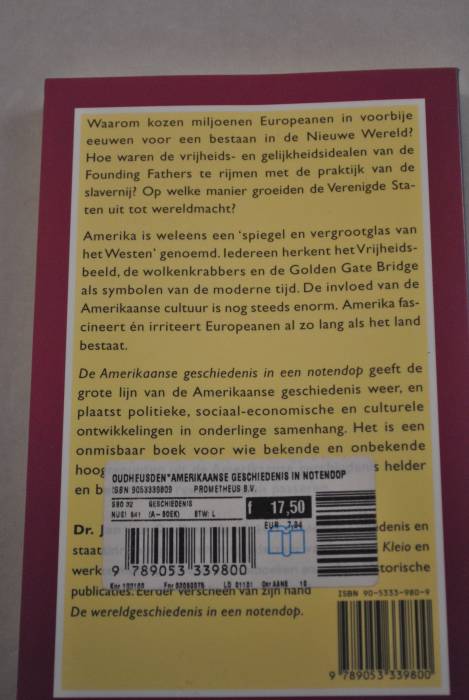 Waarom kozen miljoenen Europeanen in voorbije
eeuwen voor een bestaan in de Nieuwe Wereld?
Hoe waren de vrijheids- en gelijkheidsidealen van de
Founding Fathers te rijmen met de praktijk van de
slavernij? Op welke manier groeiden de Verenigde Sta-
ten uit tot wereldmacht?
Amerika is weleens een 'spiegel en vergrootglas van
het Westen' genoemd. Iedereen herkent het Vrijheids-
beeld, de wolkenkrabbers en de Golden Gate Bridge
als symbolen van de moderne tijd. De invloed van de
Amerikaanse cultuur is nog steeds enorm. Amerika fas-
cineert én irriteert Europeanen al zo lang als het land
bestaat.
De Amerikaanse geschiedenis in een notendop geeft de
grote lijn van de Amerikaanse geschiedenis weer, en
plaatst politieke, sociaal-economische en culturele
ontwikkelingen in onderlinge samenhang. Het is een
onmisbaar boek voor wie bekende en onbekende
hoog s helder
en b
OUDHEUSDEN*AMERIKAANSE GESCHIEDENIS IN NOTENDOP
ISBN 9053339809 PROMETHEUS B.V.
GESCHIEDENIS
NUGI 641 (A-BOEK) BTW: L
f 17,50
EUR 7,94
9 789053 339800
Dr. J edenis en
staat Kleio en
werk torische
publicaties. Eerder verscheen van zijn hand
De wereldgeschiedenis in een notendop.
ISBN 90-5333-980-9
9 789053 339800